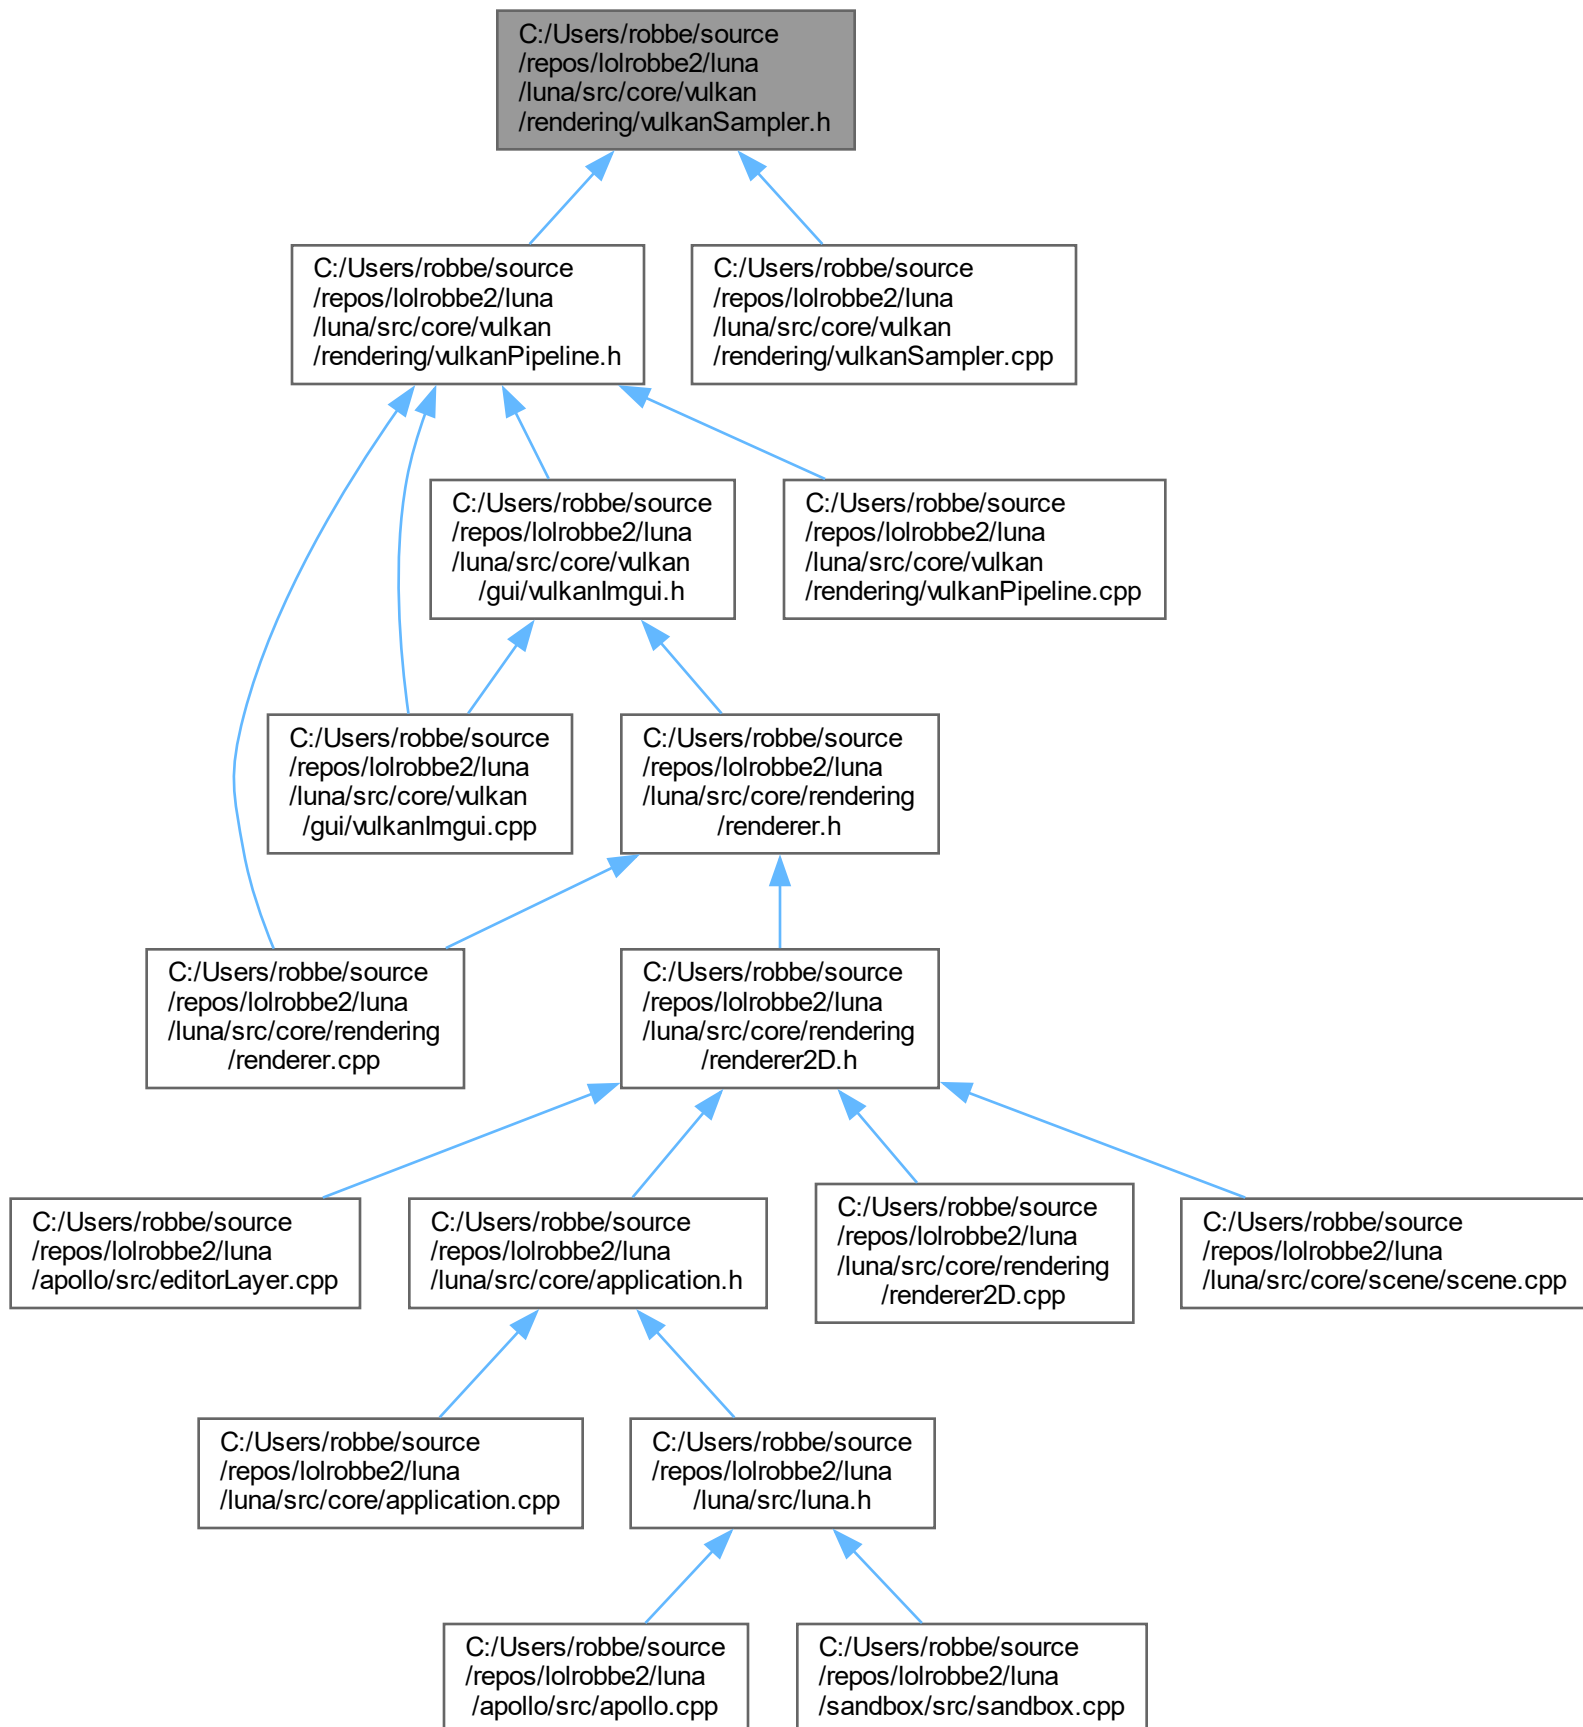 C:/Users/robbe/source
/repos/lolrobbe2/luna
/luna/src/core/vulkan
/rendering/vulkanSampler.h
C:/Users/robbe/source
/repos/lolrobbe2/luna
/luna/src/core/vulkan
/rendering/vulkanPipeline.h
C:/Users/robbe/source
/repos/lolrobbe2/luna
/luna/src/core/vulkan
/rendering/vulkanSampler.cpp
C:/Users/robbe/source
/repos/lolrobbe2/luna
/luna/src/core/vulkan
/gui/vulkanImgui.h
C:/Users/robbe/source
/repos/lolrobbe2/luna
/luna/src/core/vulkan
/rendering/vulkanPipeline.cpp
C:/Users/robbe/source
/repos/lolrobbe2/luna
/luna/src/core/vulkan
/gui/vulkanImgui.cpp
C:/Users/robbe/source
/repos/lolrobbe2/luna
/luna/src/core/rendering
/renderer.h
C:/Users/robbe/source
/repos/lolrobbe2/luna
/luna/src/core/rendering
/renderer.cpp
C:/Users/robbe/source
/repos/lolrobbe2/luna
/luna/src/core/rendering
/renderer2D.h
C:/Users/robbe/source
/repos/lolrobbe2/luna
/apollo/src/editorLayer.cpp
C:/Users/robbe/source
/repos/lolrobbe2/luna
/luna/src/core/application.h
C:/Users/robbe/source
/repos/lolrobbe2/luna
/luna/src/core/rendering
/renderer2D.cpp
C:/Users/robbe/source
/repos/lolrobbe2/luna
/luna/src/core/scene/scene.cpp
C:/Users/robbe/source
/repos/lolrobbe2/luna
/luna/src/core/application.cpp
C:/Users/robbe/source
/repos/lolrobbe2/luna
/luna/src/luna.h
C:/Users/robbe/source
/repos/lolrobbe2/luna
/apollo/src/apollo.cpp
C:/Users/robbe/source
/repos/lolrobbe2/luna
/sandbox/src/sandbox.cpp